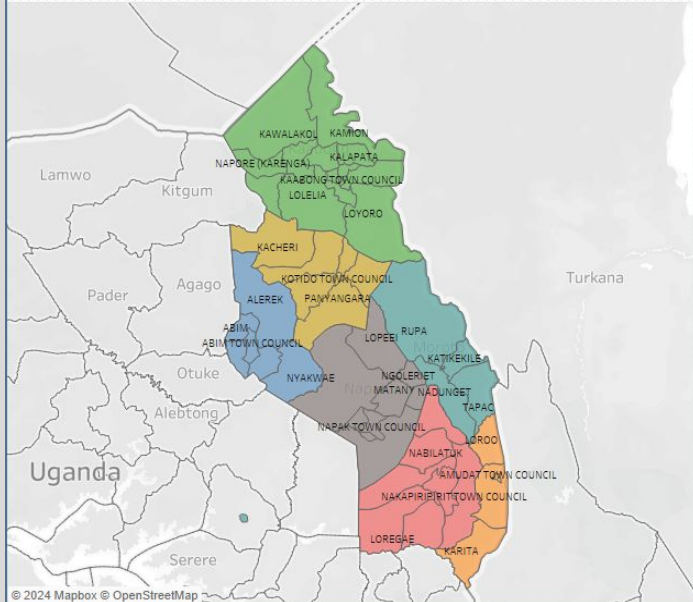 KAWALAKOL
KAMION
KALAPATA
NAPORE (KARENGA)
Lamwo
KAABONG TOWN COUNCIL
Kitgum
LOLELIA
LOYORO
KACHERI
Turkana
KOTIDO TOWN COUNCIL
Agago
Pader
ALEREK
PANYANGARA
ABIM
RUPA
LOPEEI
ABIM TOWN COUNCIL
KATIKEKILE
Otuke
NYAKWAE
NGOLERIET
MATANY
NADUNGET
TAPAC
Alebtong
NAPAK TOWN COUNCIL
LOROO
NABILATUK
Uganda
AMUDAT TOWN COUNCIL
NAKAPIRIPIRIT TOWN COUNCIL
LOREGAE
KARITA
Serere
© 2024 Mapbox © OpenStreetMap